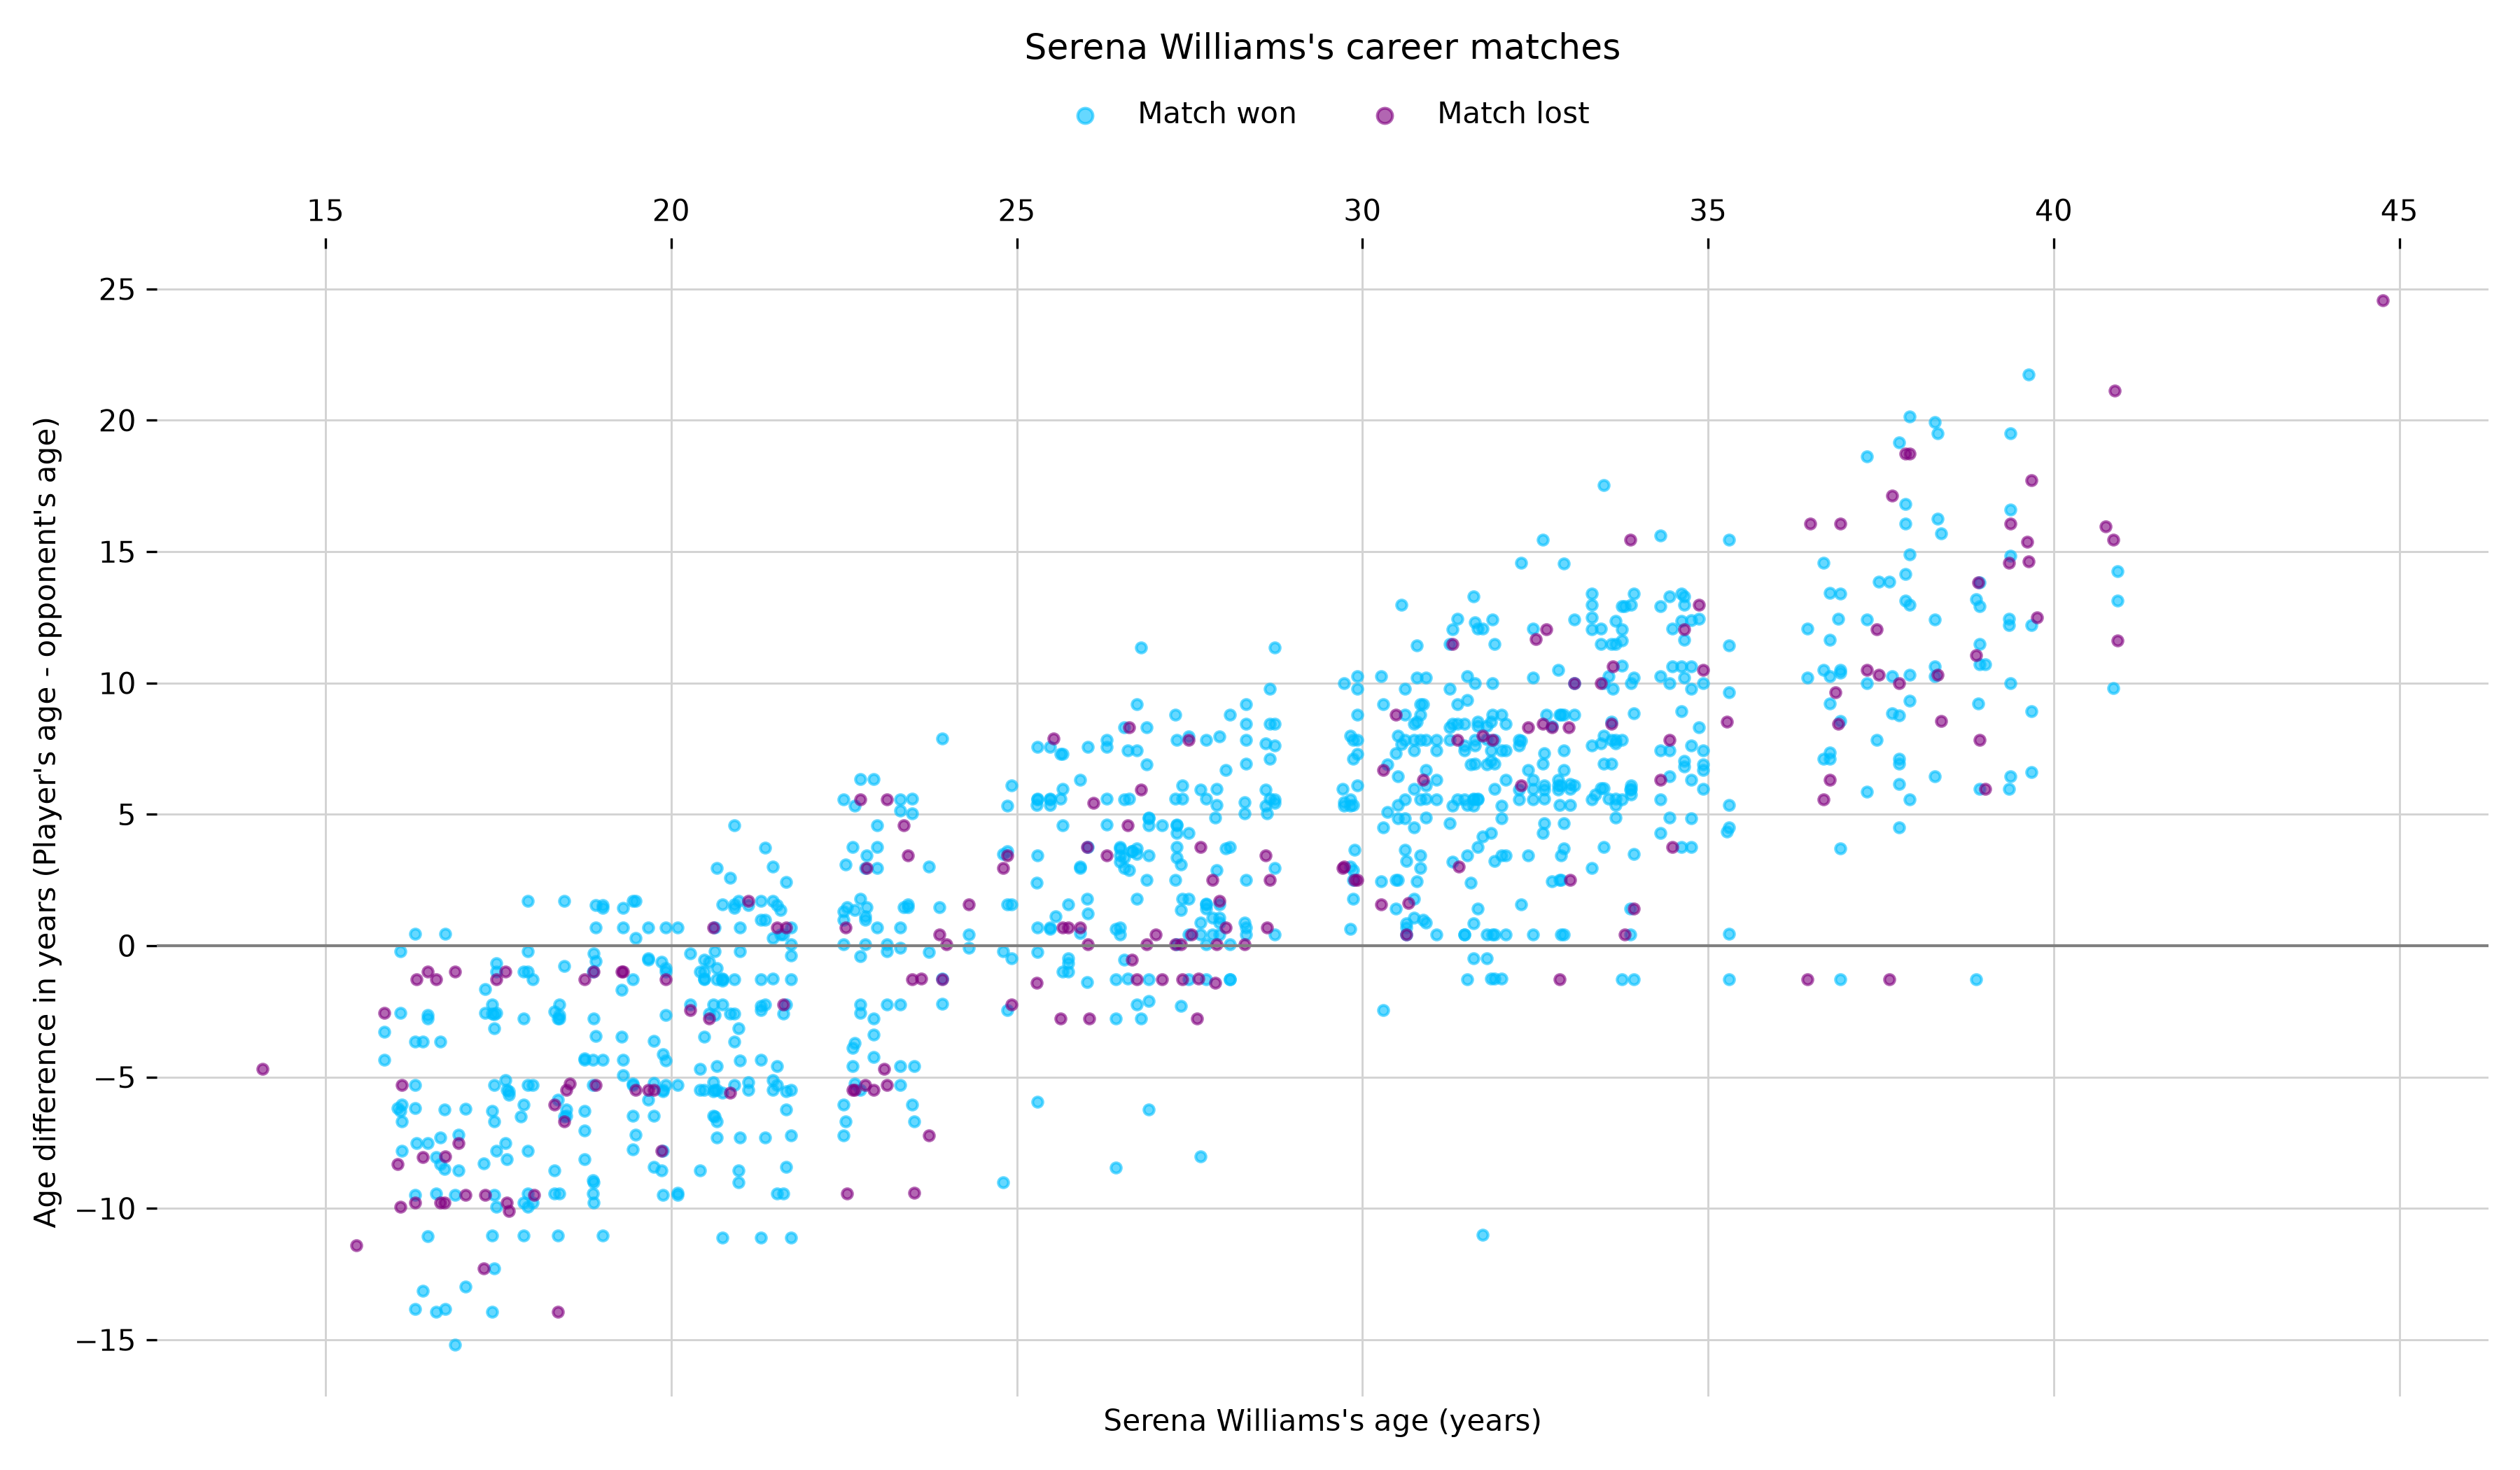 Serena Williams's career matches
Match won Match lost
15 20 25 30 35 40 45
25
20
15
10
5
0
−5
−10
−15
Age difference in years (Player's age - opponent's age)
Serena Williams's age (years)